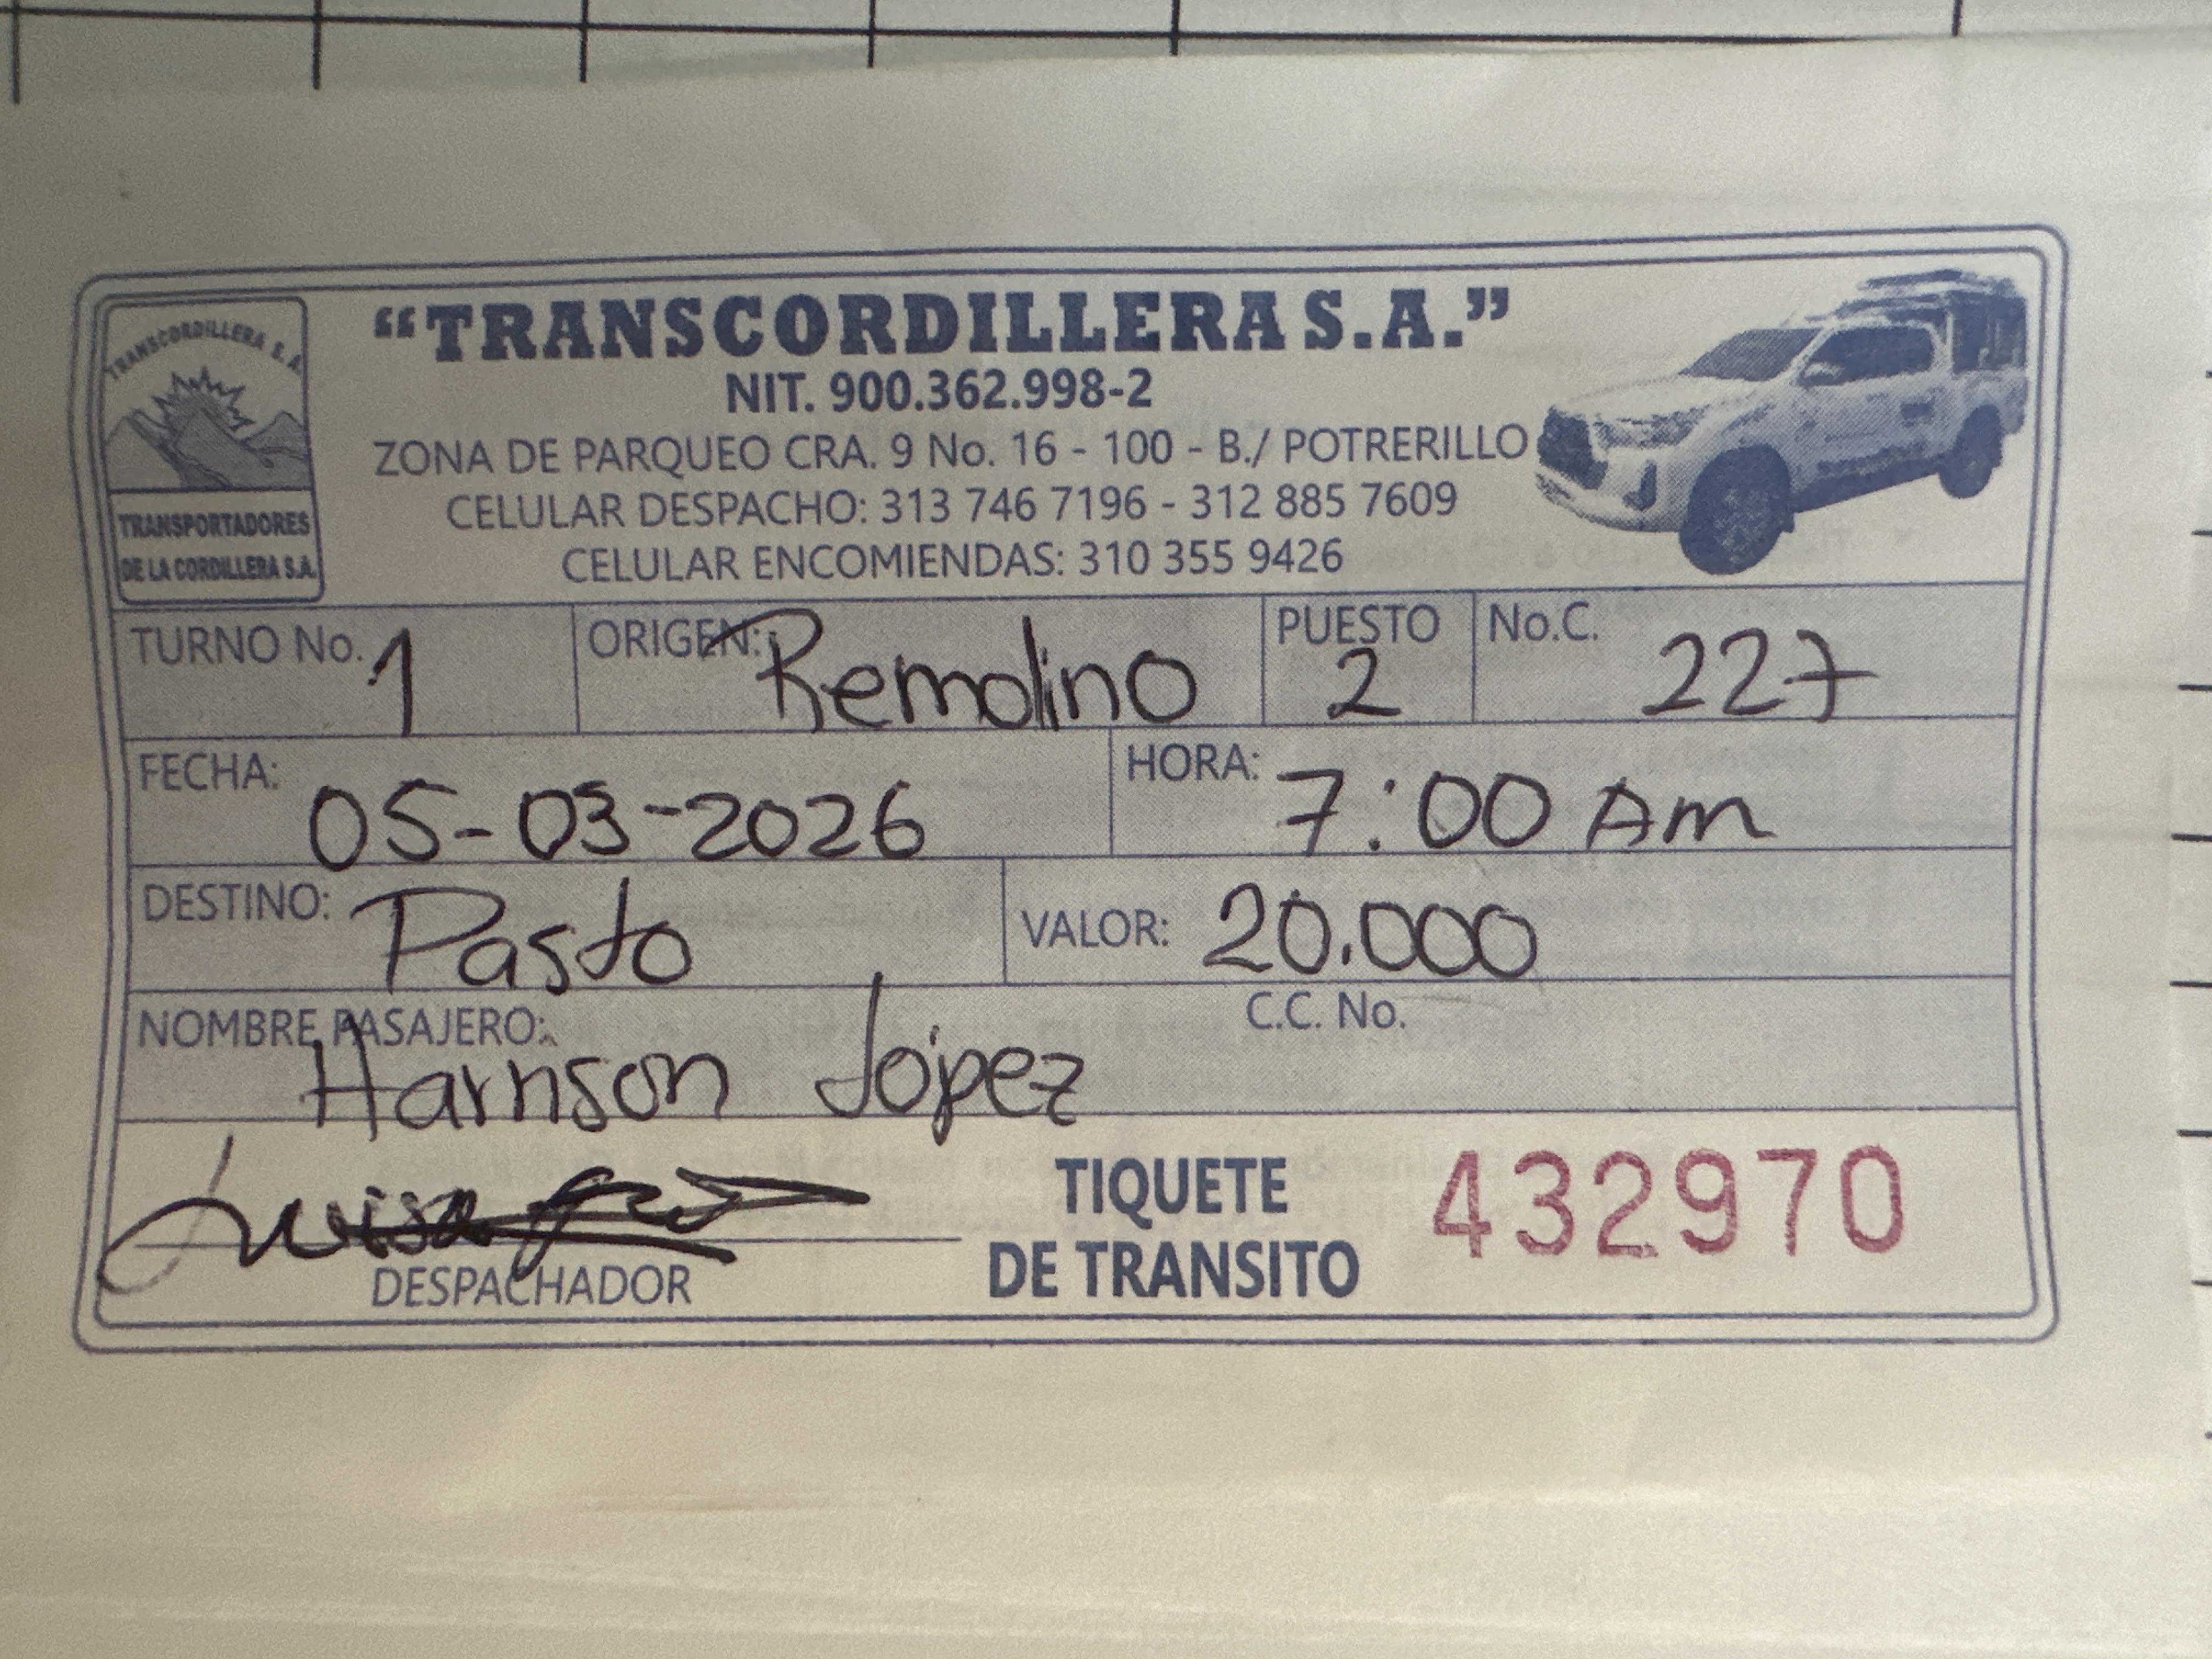 TRANSCORDILLERA S. A.
TRANSPORTADORES
DE LA CORDILLERA S.A.
“TRANSCORDILLERA S.A.”
NIT. 900.362.998-2
ZONA DE PARQUEO CRA. 9 No. 16 - 100 - B./ POTRERILLO
CELULAR DESPACHO: 313 746 7196 - 312 885 7609
CELULAR ENCOMIENDAS: 310 355 9426
TURNO No. 1 ORIGEN: Remolino PUESTO 2 No.C. 227
FECHA: 05-03-2026 HORA: 7:00 Am
DESTINO: Pasto VALOR: 20.000
NOMBRE PASAJERO: Harrison López C.C. No.
Luisa
DESPACHADOR
TIQUETE
DE TRANSITO
432970